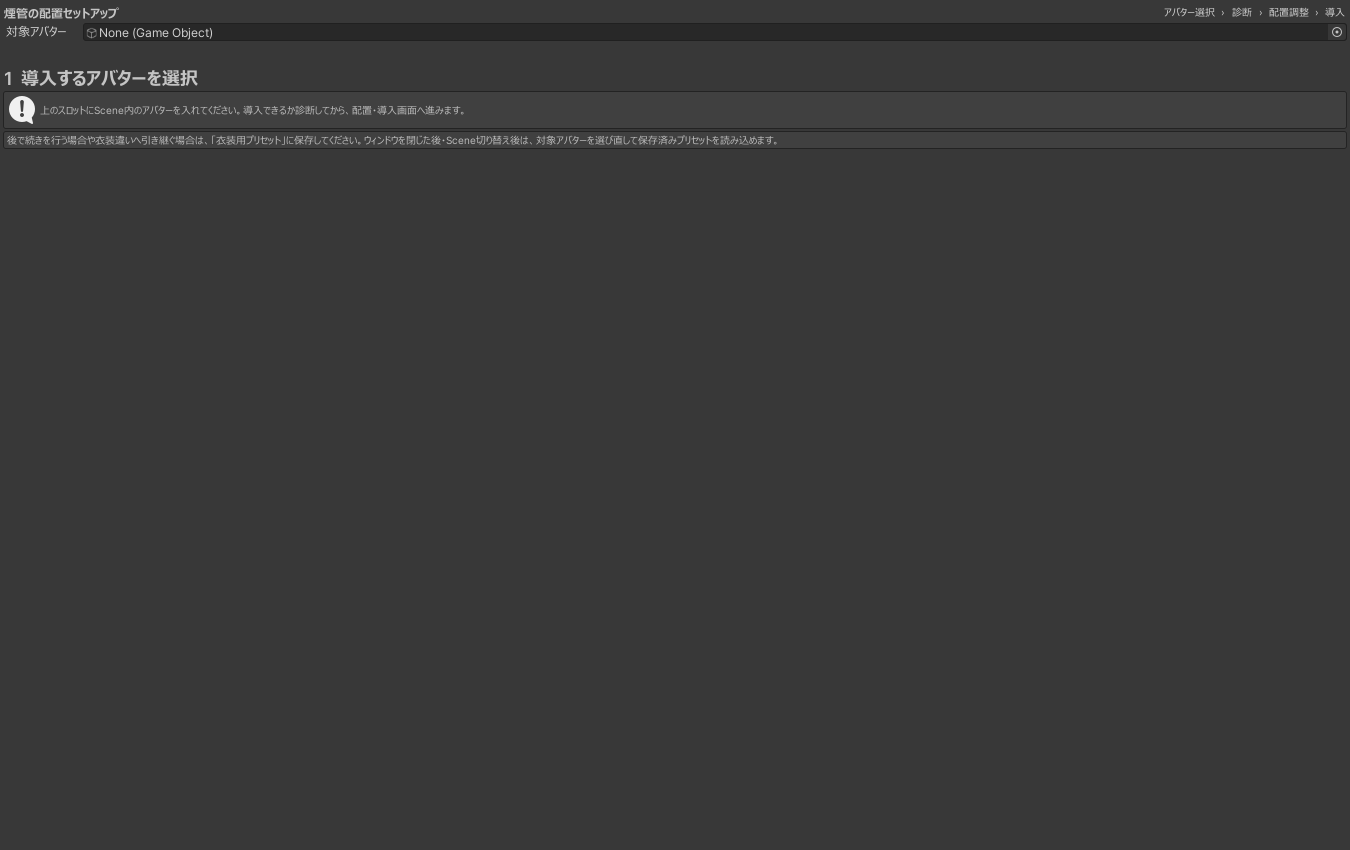 煙管の配置セットアップ
アバター選択 › 診断 › 配置調整 › 導入
対象アバター
None (Game Object)
1 導入するアバターを選択
上のスロットにScene内のアバターを入れてください。導入できるか診断してから、配置・導入画面へ進みます。
後で続きを行う場合や衣装違いへ引き継ぐ場合は、「衣装用プリセット」に保存してください。ウィンドウを閉じた後・Scene切り替え後は、対象アバターを選び直して保存済みプリセットを読み込めます。